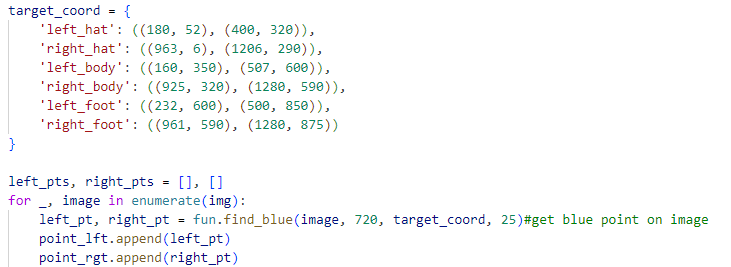 target_coord = {
    'left_hat': ((180, 52), (400, 320)),
    'right_hat': ((963, 6), (1206, 290)),
    'left_body': ((160, 350), (507, 600)),
    'right_body': ((925, 320), (1280, 590)),
    'left_foot': ((232, 600), (500, 850)),
    'right_foot': ((961, 590), (1280, 875))
}
left_pts, right_pts = [], []
for _, image in enumerate(img):
    left_pt, right_pt = fun.find_blue(image, 720, target_coord, 25)#get blue point on image
    point_lft.append(left_pt)
    point_rgt.append(right_pt)